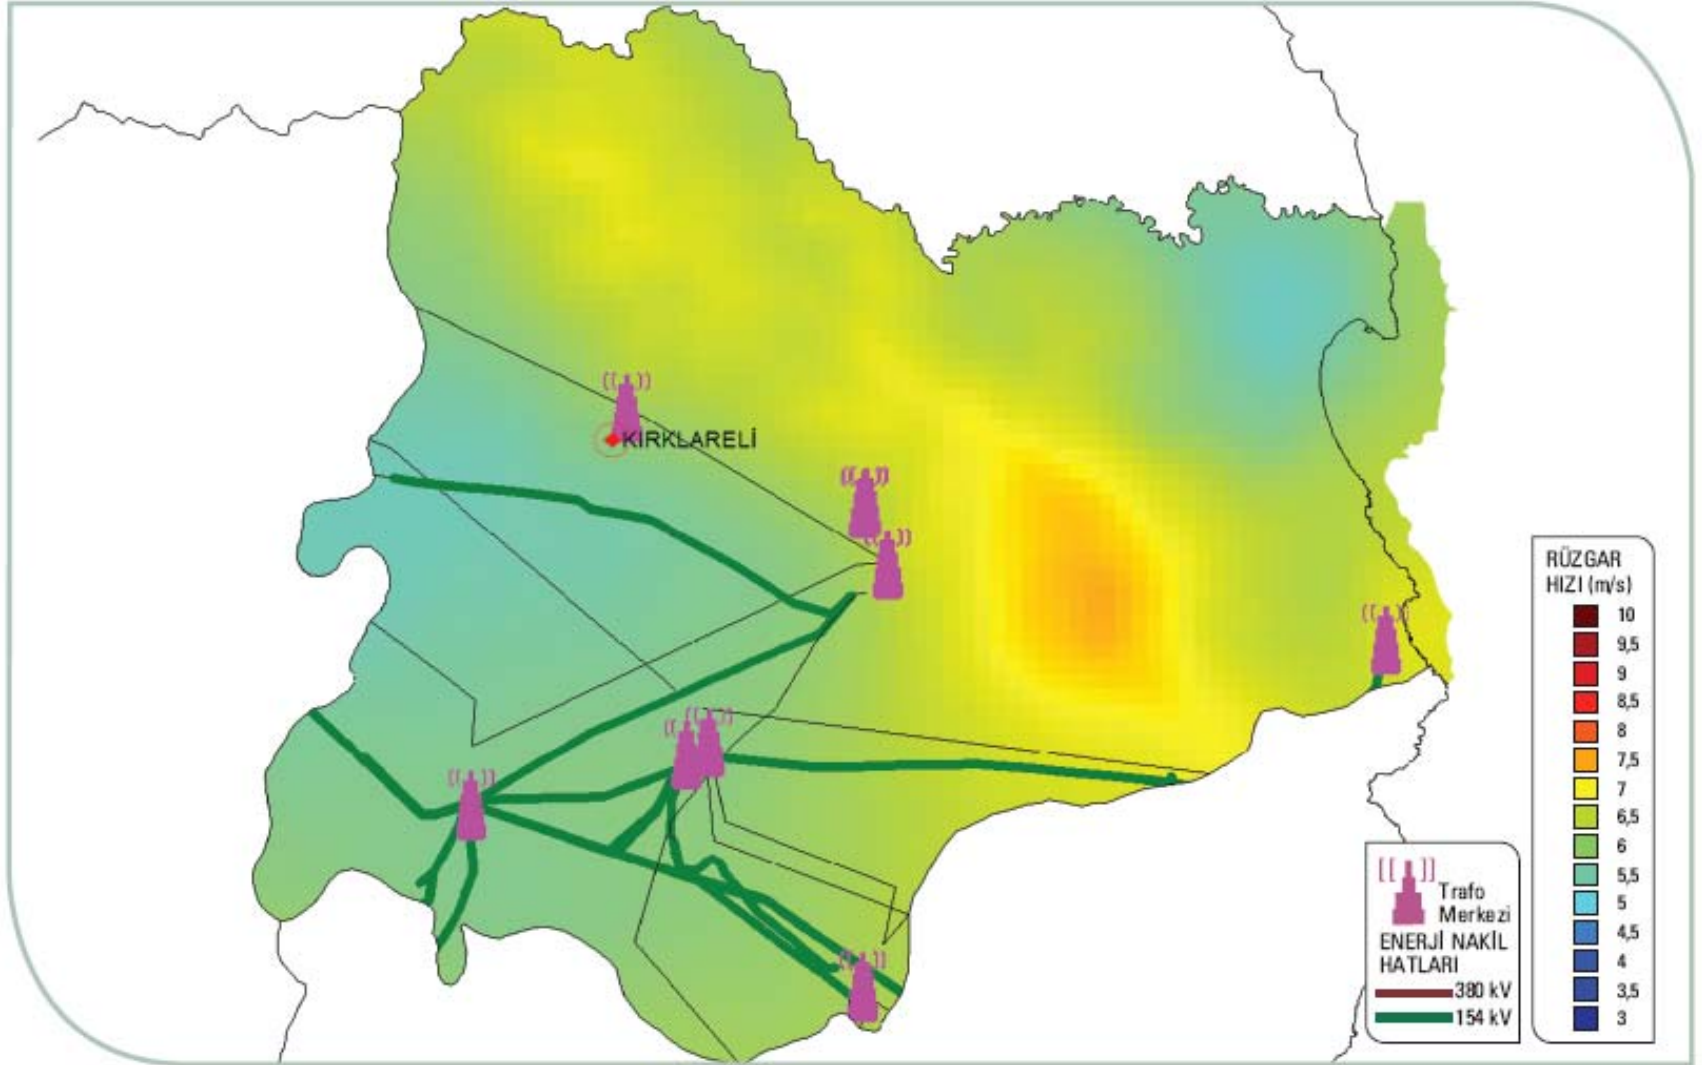 KIRKLARELİ
RÜZGAR
HIZI (m/s)
10
9,5
9
8,5
8
7,5
7
6,5
6
5,5
5
4,5
4
3,5
3
Trafo
Merkezi
ENERJİ NAKİL
HATLARI
380 kV
154 kV